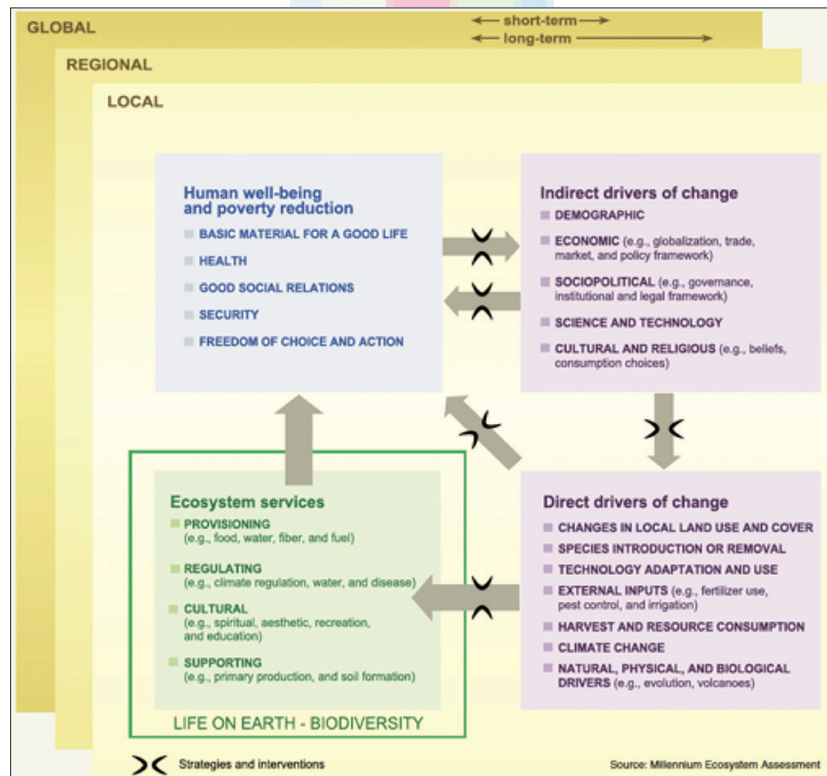 GLOBAL
short-term
long-term
REGIONAL
LOCAL
Human well-being
and poverty reduction
BASIC MATERIAL FOR A GOOD LIFE
HEALTH
GOOD SOCIAL RELATIONS
SECURITY
FREEDOM OF CHOICE AND ACTION
Indirect drivers of change
DEMOGRAPHIC
ECONOMIC (e.g., globalization, trade,
market, and policy framework)
SOCIOPOLITICAL (e.g., governance,
institutional and legal framework)
SCIENCE AND TECHNOLOGY
CULTURAL AND RELIGIOUS (e.g., beliefs,
consumption choices)
Ecosystem services
PROVISIONING
(e.g., food, water, fiber, and fuel)
REGULATING
(e.g., climate regulation, water, and disease)
CULTURAL
(e.g., spiritual, aesthetic, recreation,
and education)
SUPPORTING
(e.g., primary production, and soil formation)
LIFE ON EARTH - BIODIVERSITY
Direct drivers of change
CHANGES IN LOCAL LAND USE AND COVER
SPECIES INTRODUCTION OR REMOVAL
TECHNOLOGY ADAPTATION AND USE
EXTERNAL INPUTS (e.g., fertilizer use,
pest control, and irrigation)
HARVEST AND RESOURCE CONSUMPTION
CLIMATE CHANGE
NATURAL, PHYSICAL, AND BIOLOGICAL
DRIVERS (e.g., evolution, volcanoes)
Strategies and interventions
Source: Millennium Ecosystem Assessment